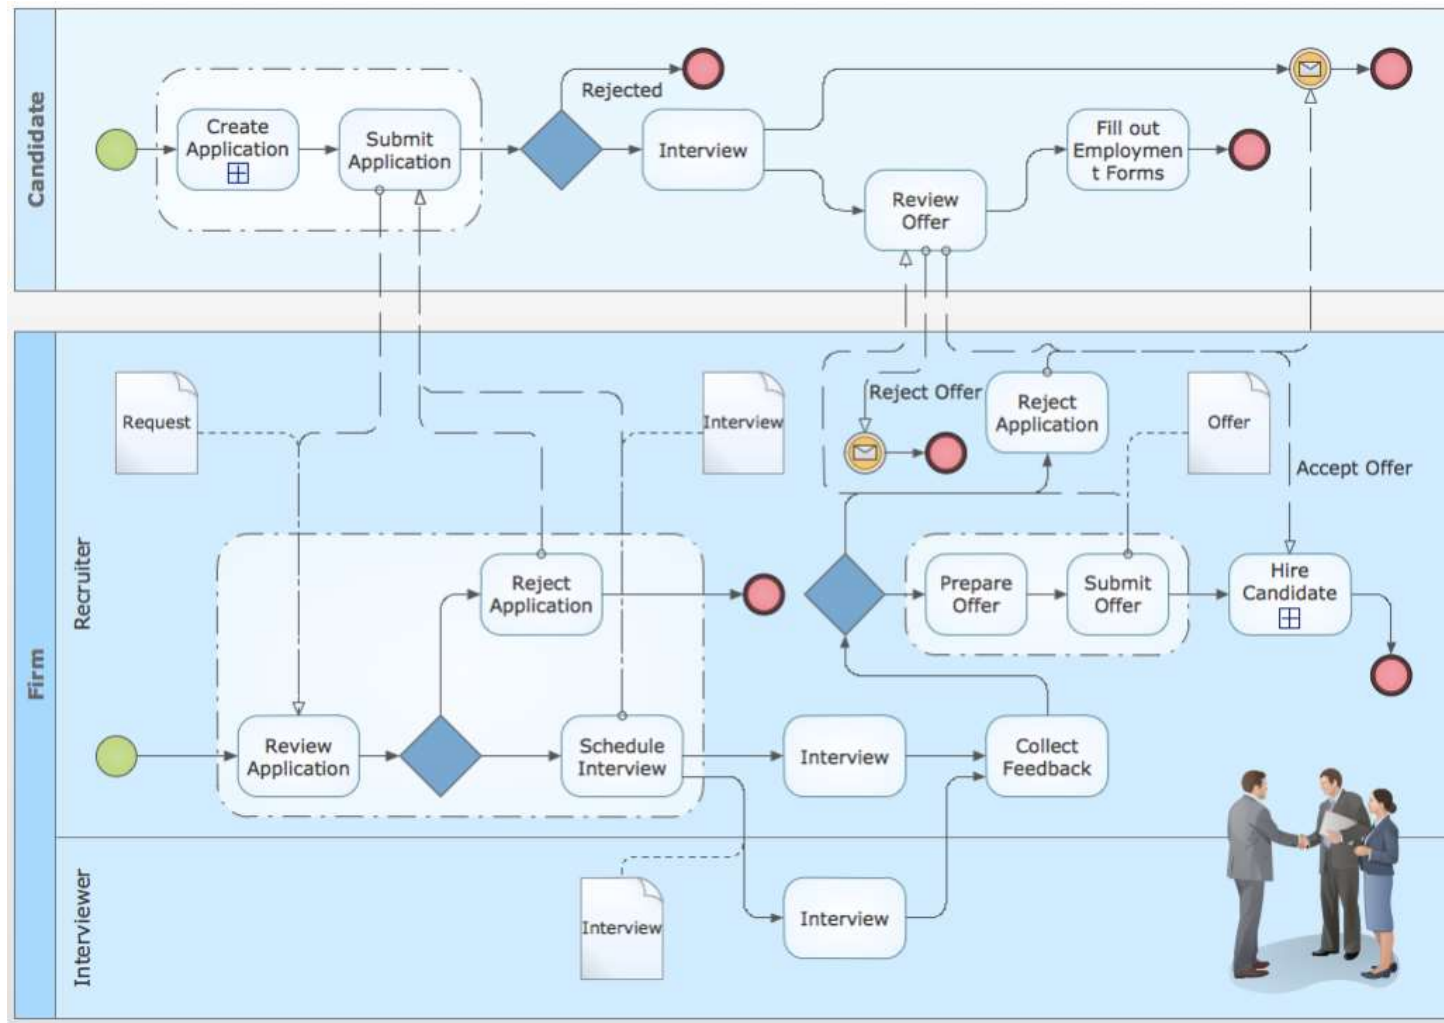 Candidate
Create
Application
Submit
Application
Rejected
Interview
Review
Offer
Fill out
Employmen
t Forms
Firm
Recruiter
Request
Interview
Reject Offer
Reject
Application
Offer
Accept Offer
Reject
Application
Prepare
Offer
Submit
Offer
Hire
Candidate
Review
Application
Schedule
Interview
Interview
Collect
Feedback
Interviewer
Interview
Interview